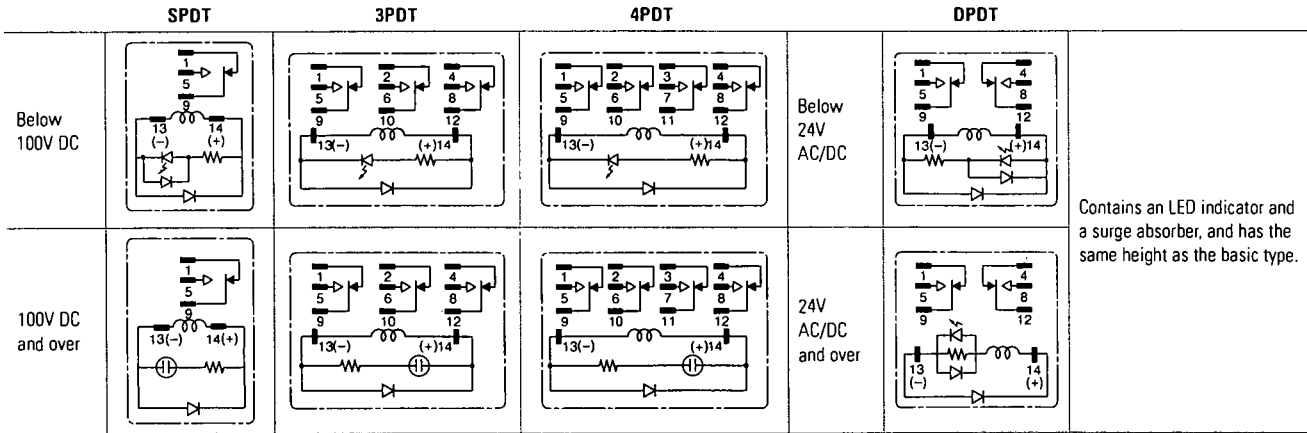 SPDT 3PDT 4PDT DPDT
Below
100V DC
1
5
9
13 14
(−) (+)
1 2 4
5 6 8
9 10 12
13(−) (+)14
1 2 3 4
5 6 7 8
9 10 11 12
13(−) (+)14
Below
24V
AC/DC
1 4
5 8
9 12
13(−) (+)14
Contains an LED indicator and
a surge absorber, and has the
same height as the basic type.
100V DC
and over
1
5
9
13(−) 14(+)
1 2 4
5 6 8
9 10 12
13(−) (+)14
1 2 3 4
5 6 7 8
9 10 11 12
13(−) (+)14
24V
AC/DC
and over
1 4
5 8
9 12
13 14
(−) (+)